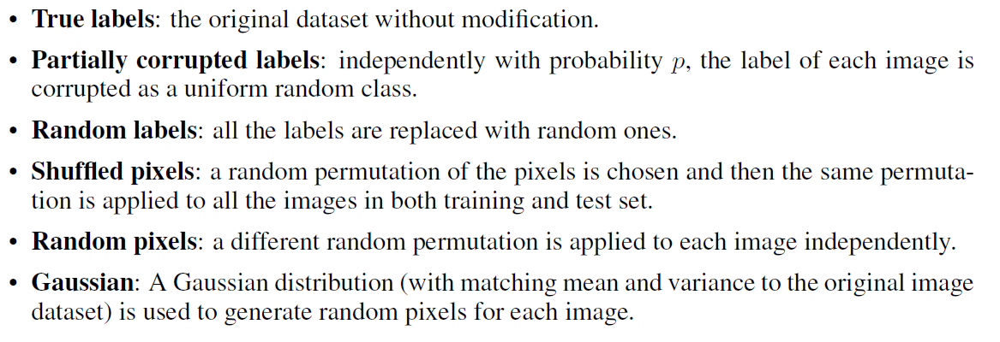 • True labels: the original dataset without modification.
• Partially corrupted labels: independently with probability p, the label of each image is
corrupted as a uniform random class.
• Random labels: all the labels are replaced with random ones.
• Shuffled pixels: a random permutation of the pixels is chosen and then the same permuta-
tion is applied to all the images in both training and test set.
• Random pixels: a different random permutation is applied to each image independently.
• Gaussian: A Gaussian distribution (with matching mean and variance to the original image
dataset) is used to generate random pixels for each image.